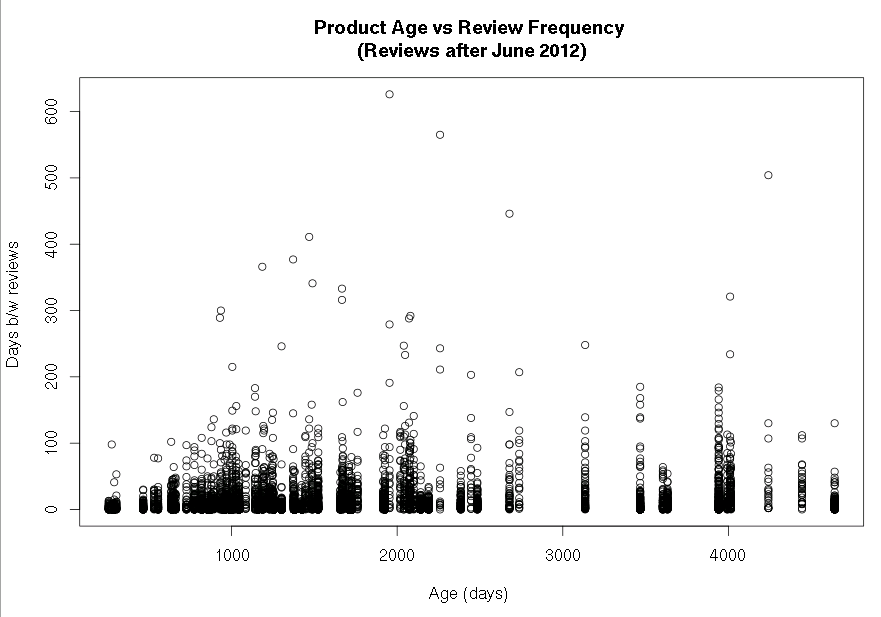 Product Age vs Review Frequency
(Reviews after June 2012)
Days b/w reviews
600
500
400
300
200
100
0
1000 2000 3000 4000
Age (days)